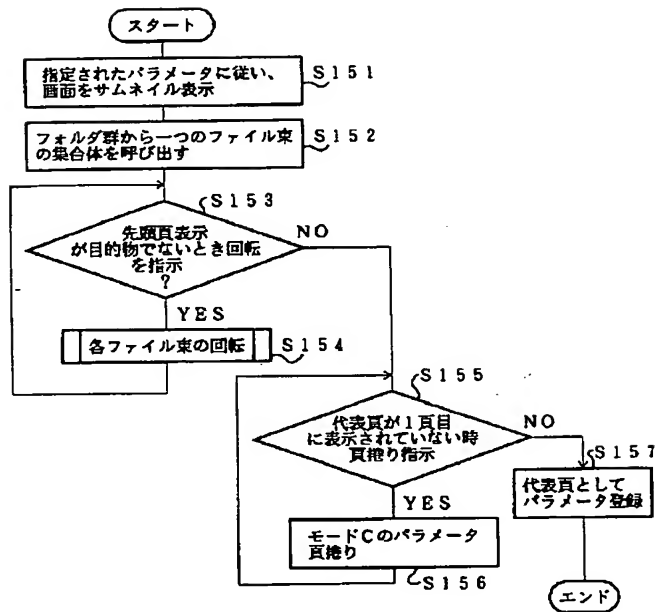 スタート
指定されたパラメータに従い、
画面をサムネイル表示
S151
フォルダ群から一つのファイル束
の集合体を呼び出す
S152
S153
先頭頁表示
が目的物でないとき回転
を指示
?
NO
YES
各ファイル束の回転
S154
S155
代表頁が1頁目
に表示されていない時
頁捲り指示
NO
YES
S157
代表頁として
パラメータ登録
モードCのパラメータ
頁捲り
S156
エンド